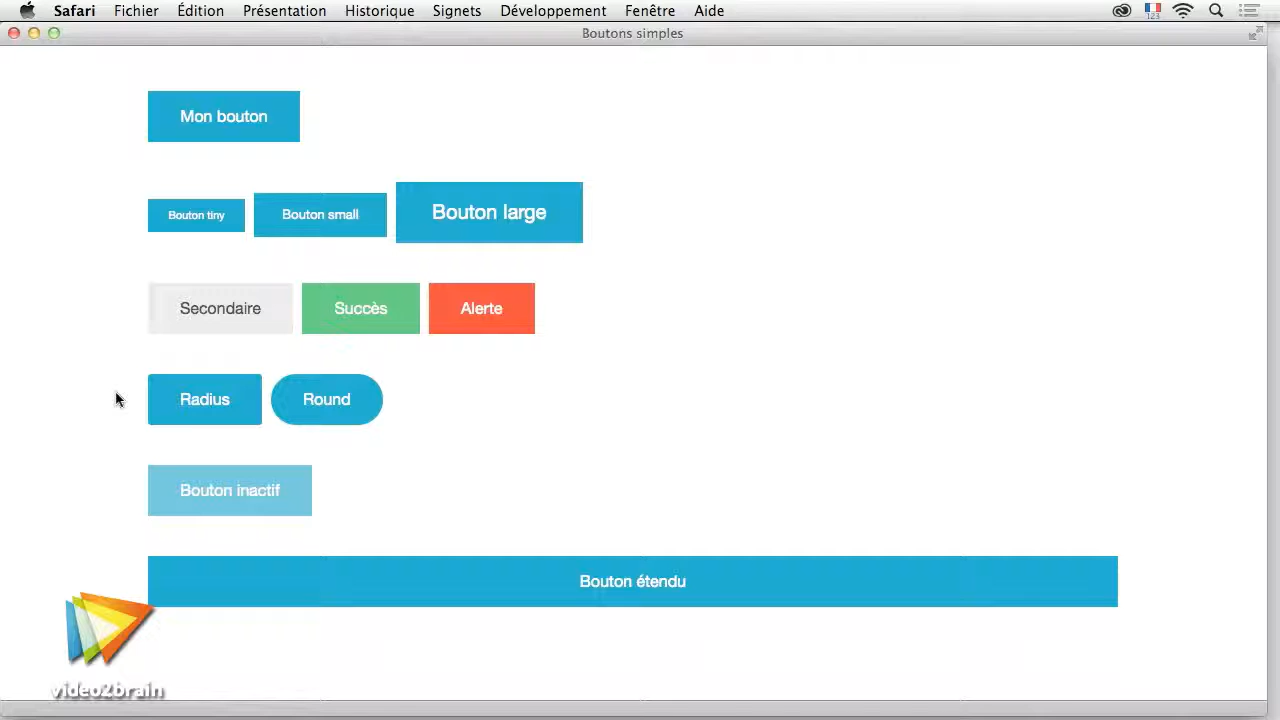 Safari Fichier Édition Présentation Historique Signets Développement Fenêtre Aide 123
Boutons simples
Mon bouton
Bouton tiny Bouton small Bouton large
Secondaire Succès Alerte
Radius Round
Bouton inactif
Bouton étendu
video2brain